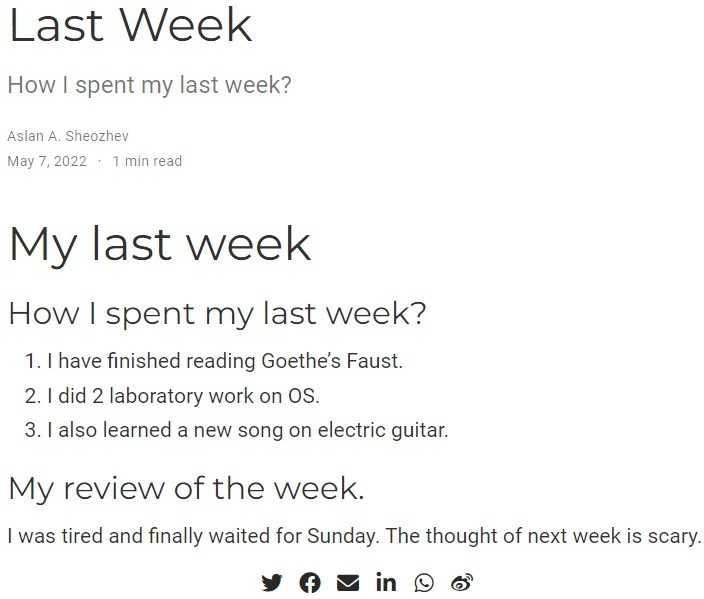 Last Week
How I spent my last week?
Aslan A. Sheozhev
May 7, 2022 · 1 min read
My last week
How I spent my last week?
1. I have finished reading Goethe’s Faust.
2. I did 2 laboratory work on OS.
3. I also learned a new song on electric guitar.
My review of the week.
I was tired and finally waited for Sunday. The thought of next week is scary.